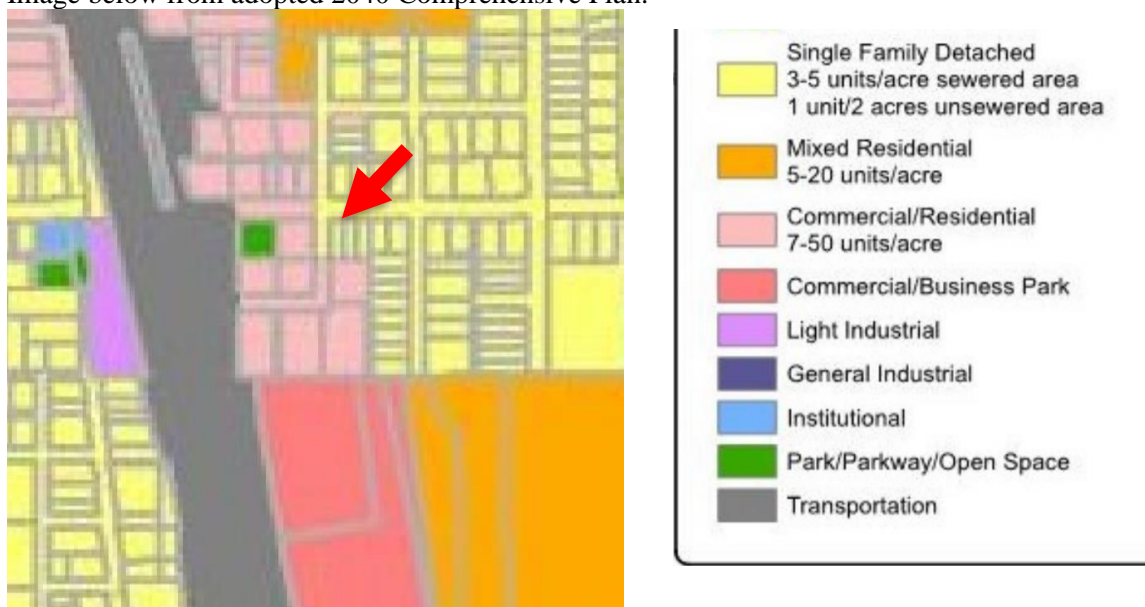 Image below from adopted 2040 Comprehensive Plan.
Single Family Detached
3-5 units/acre sewered area
1 unit/2 acres unsewered area
Mixed Residential
5-20 units/acre
Commercial/Residential
7-50 units/acre
Commercial/Business Park
Light Industrial
General Industrial
Institutional
Park/Parkway/Open Space
Transportation